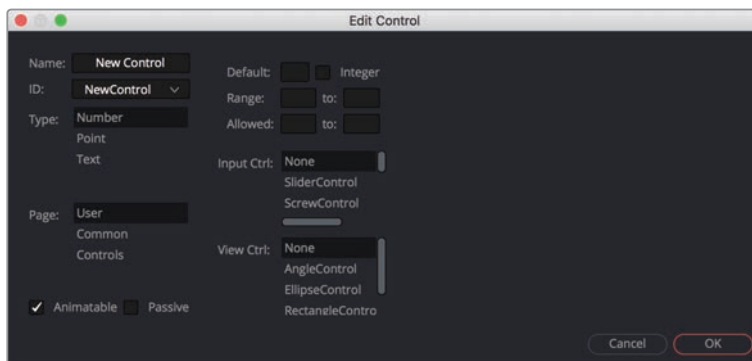 Edit Control
Name: New Control
ID: NewControl
Type: Number
Point
Text
Page: User
Common
Controls
Animatable Passive
Default: Integer
Range: to:
Allowed: to:
Input Ctrl: None
SliderControl
ScrewControl
View Ctrl: None
AngleControl
EllipseControl
RectangleContro
Cancel OK